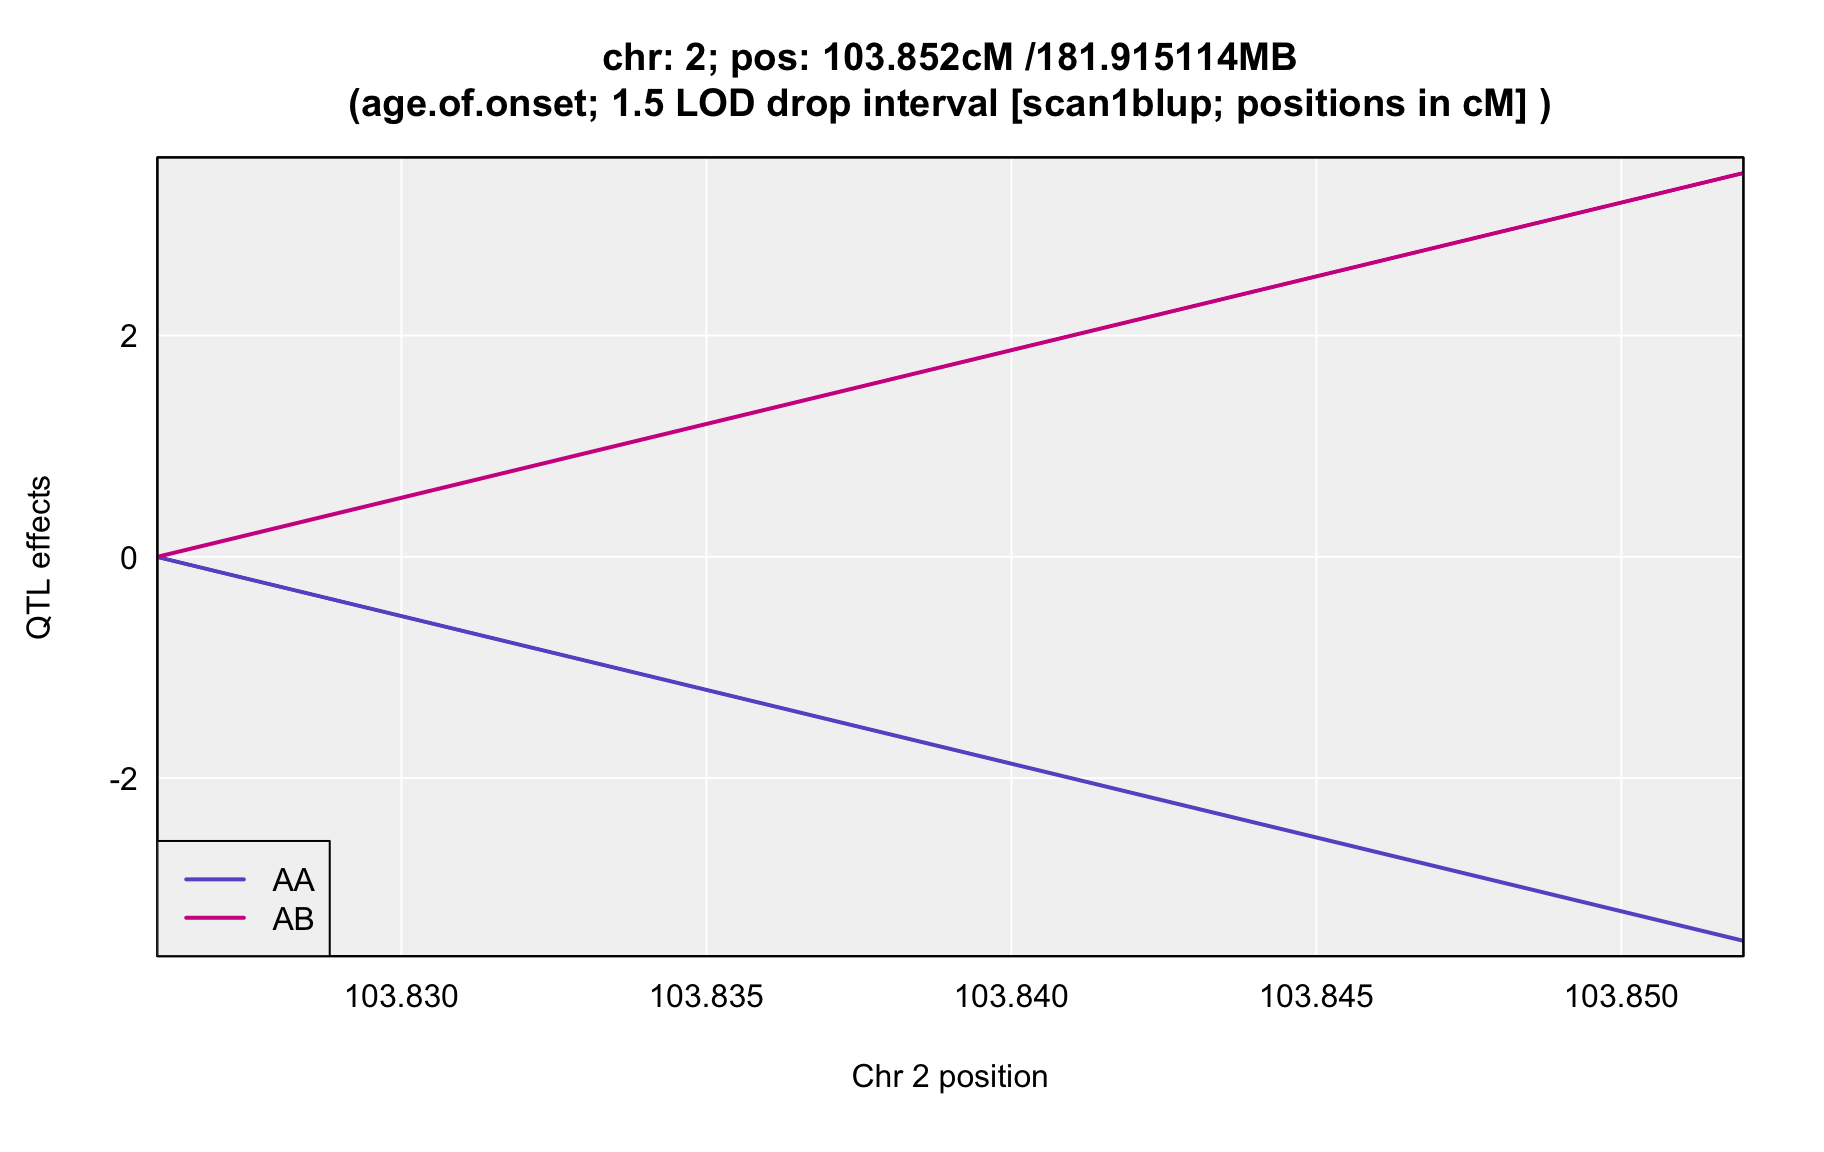 chr: 2; pos: 103.852cM /181.915114MB
(age.of.onset; 1.5 LOD drop interval [scan1blup; positions in cM] )
QTL effects
2
0
-2
AA
AB
103.830 103.835 103.840 103.845 103.850
Chr 2 position